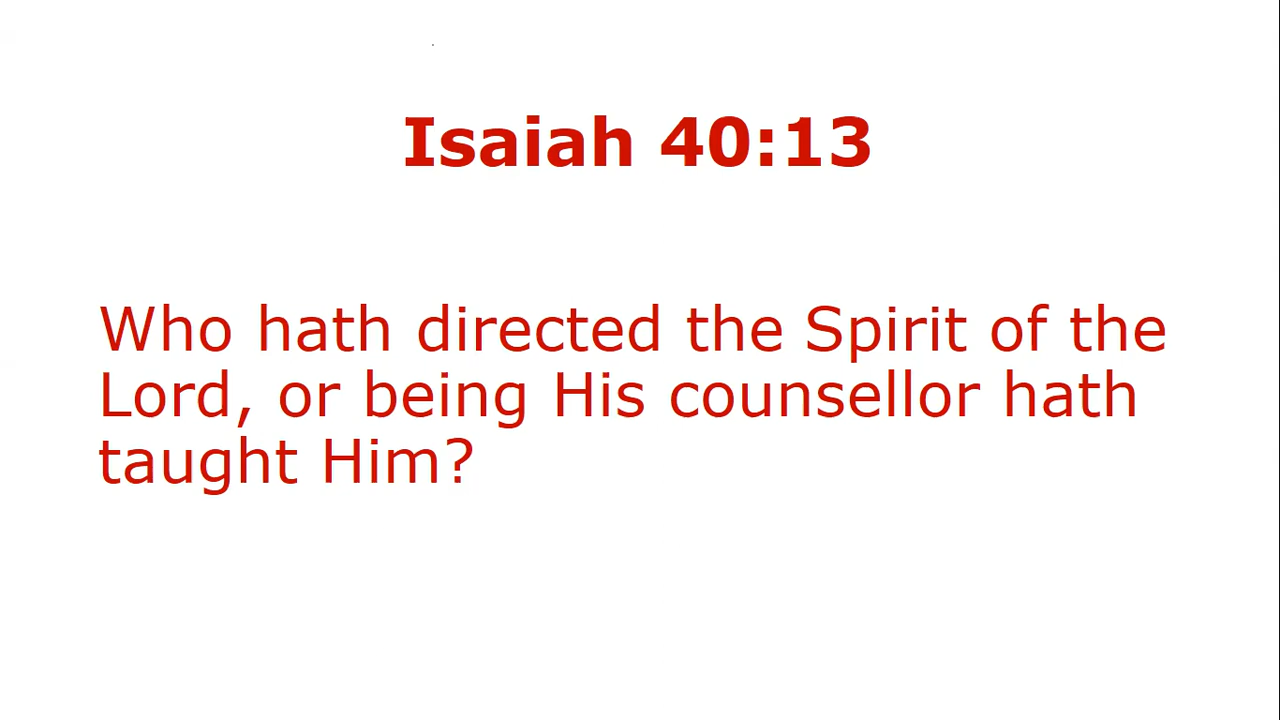 Isaiah 40:13
Who hath directed the Spirit of the
Lord, or being His counsellor hath
taught Him?